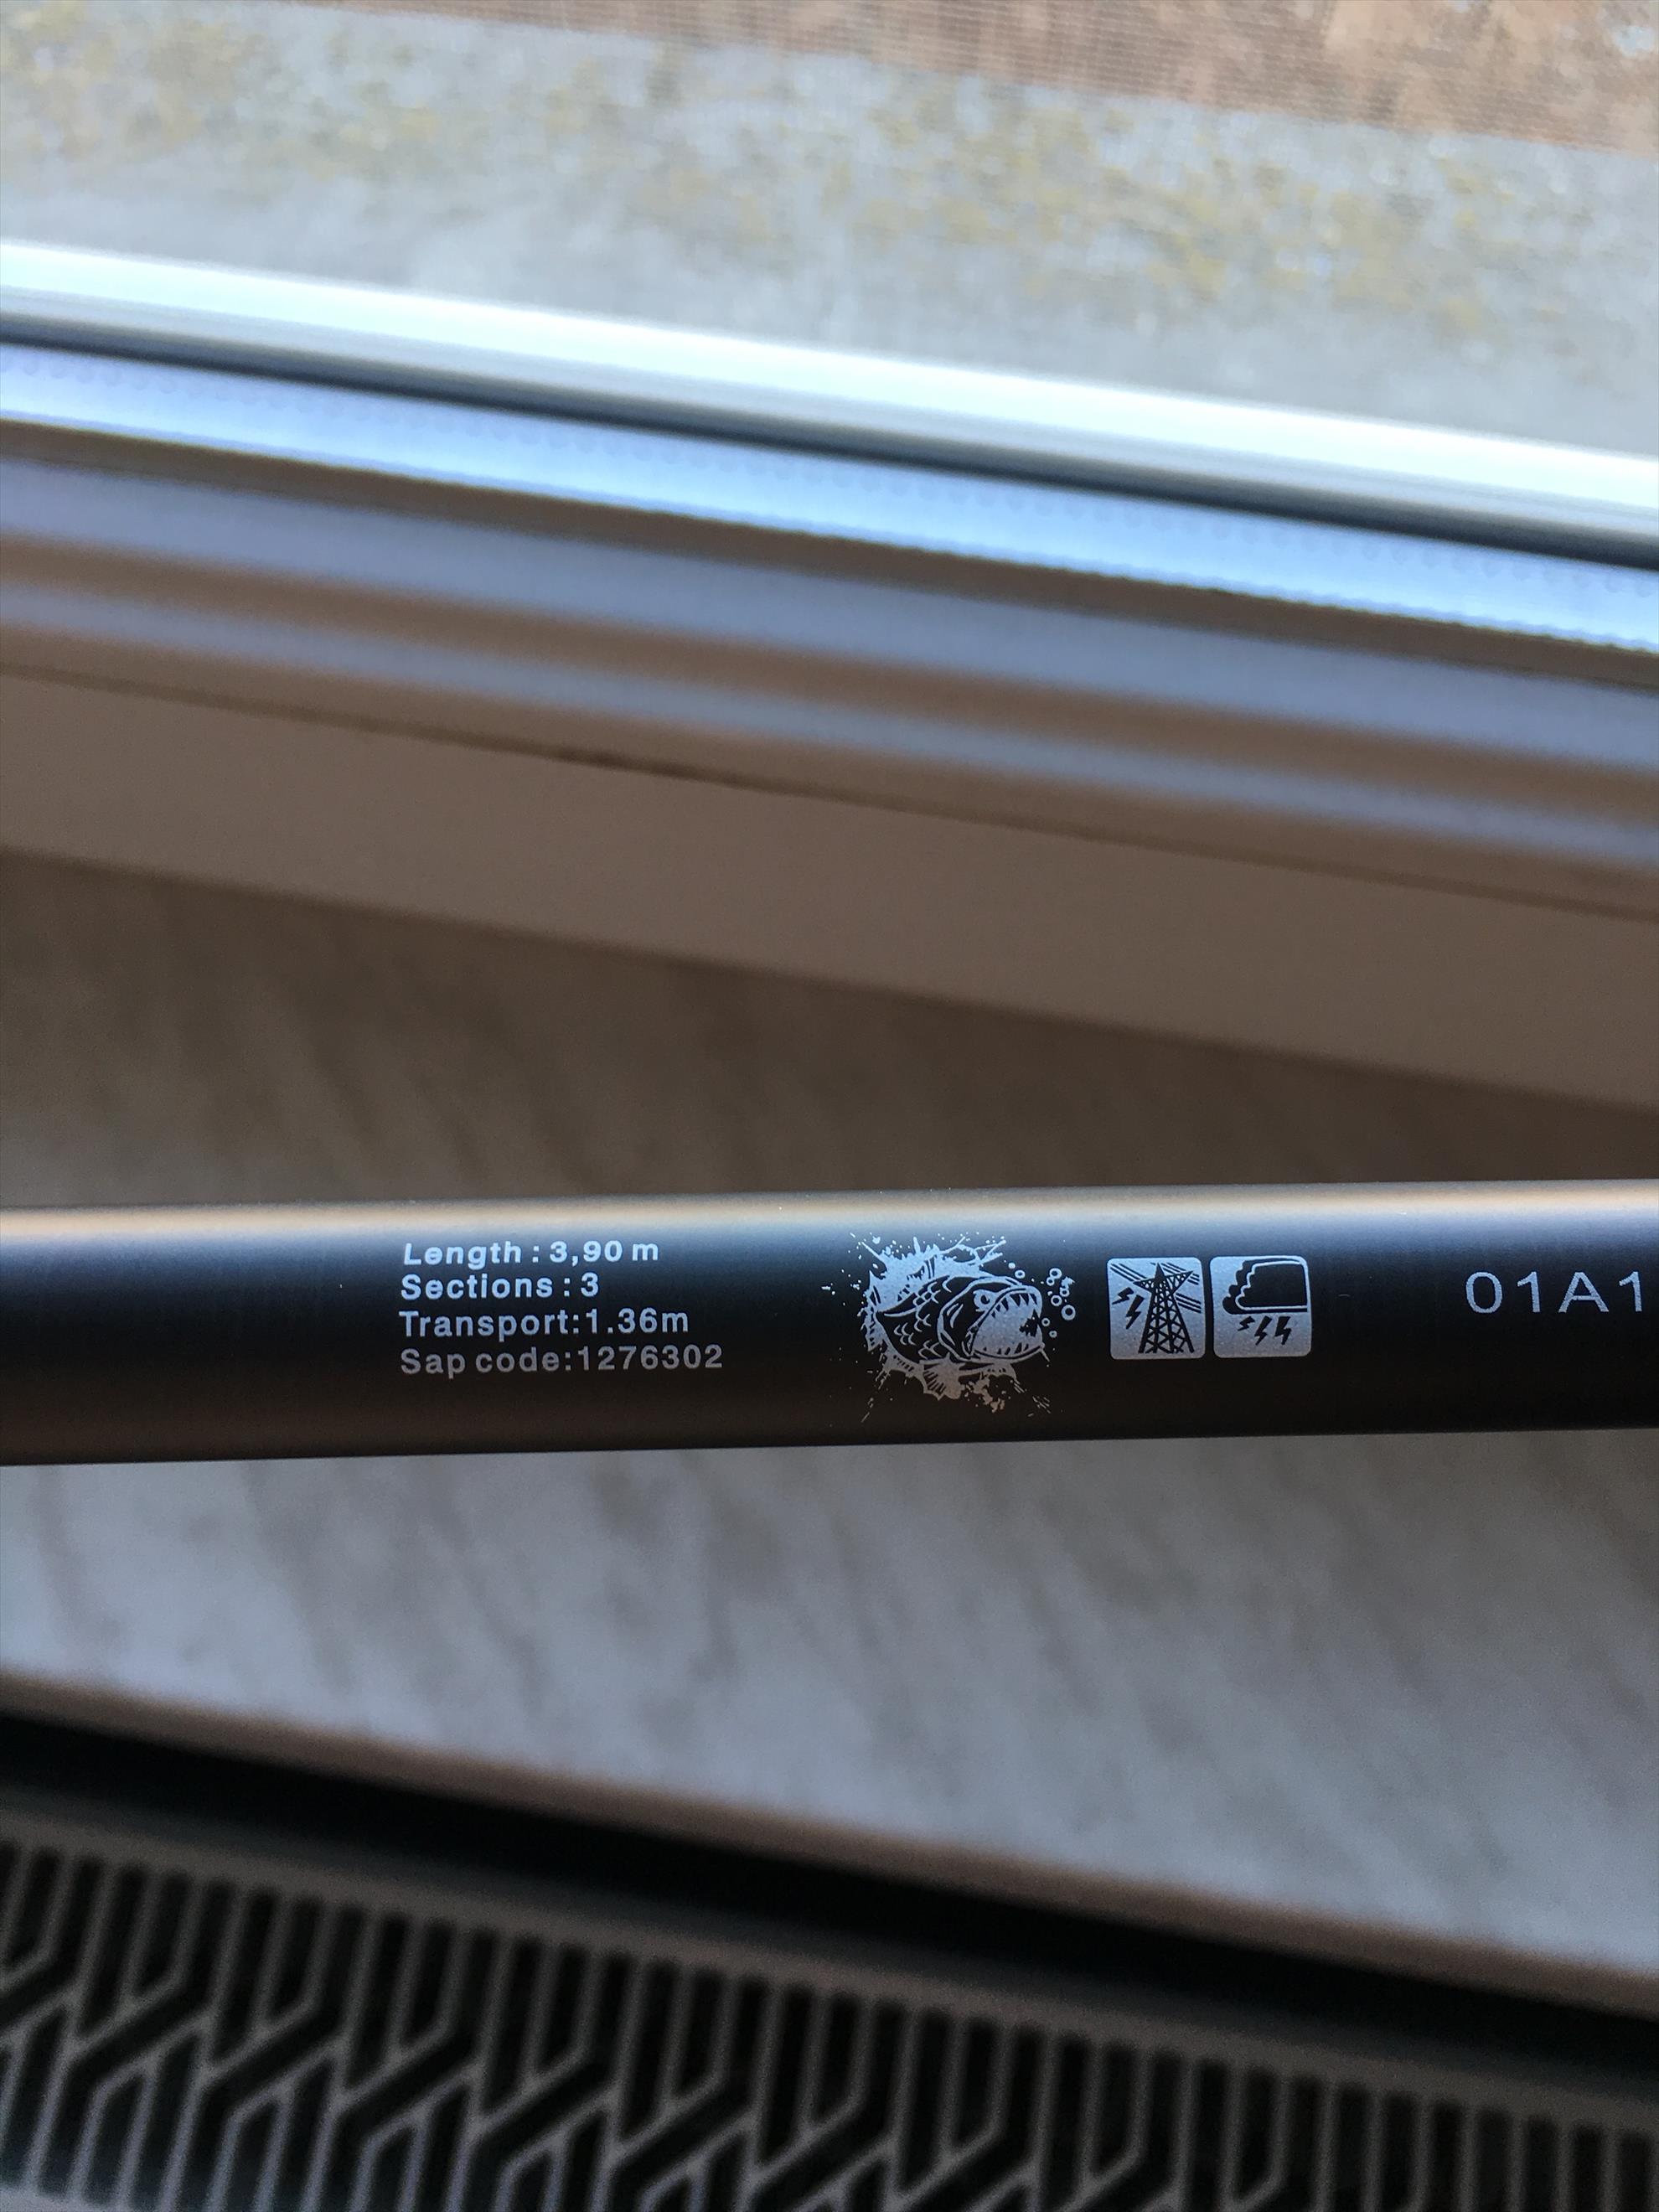 Length : 3,90 m
Sections : 3
Transport:1.36m
Sap code:1276302
01A1